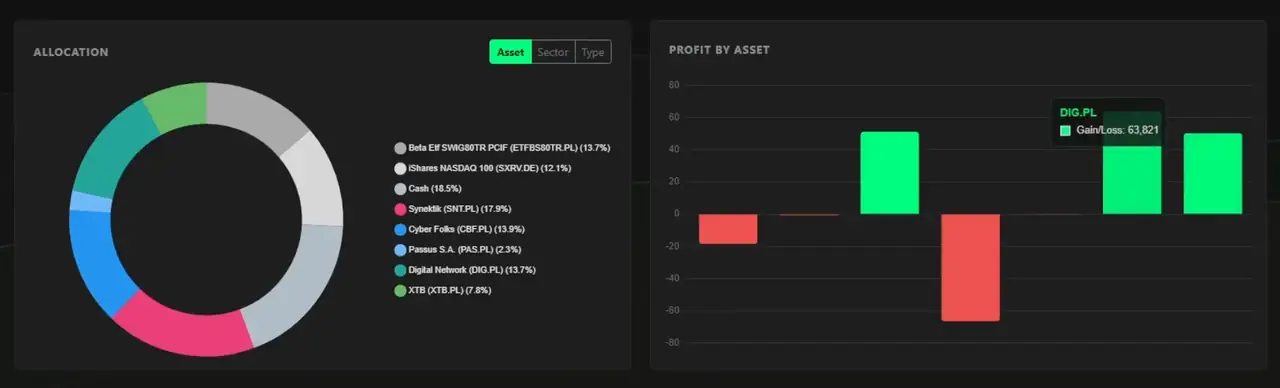 ALLOCATION
Asset Sector Type
Beta Etf SWIG80TR PCIF (ETFBS80TR.PL) (13.7%)
iShares NASDAQ 100 (SXRV.DE) (12.1%)
Cash (18.5%)
Synektik (SNT.PL) (17.9%)
Cyber Folks (CBF.PL) (13.9%)
Passus S.A. (PAS.PL) (2.3%)
Digital Network (DIG.PL) (13.7%)
XTB (XTB.PL) (7.8%)
PROFIT BY ASSET
80
60
40
20
0
-20
-40
-60
-80
DIG.PL
Gain/Loss: 63,821